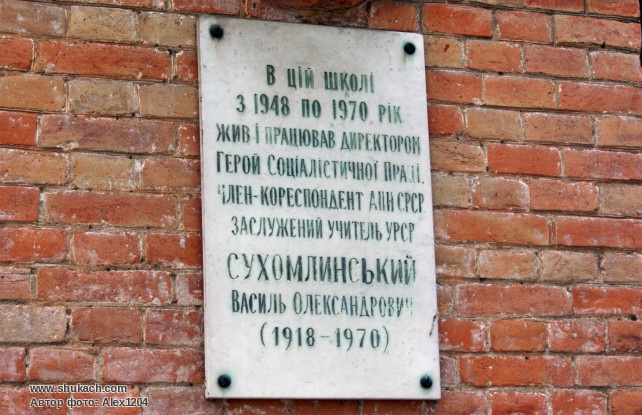 В цій школі
з 1948 по 1970 рік
жив і працював директором
Герой Соціалістичної Праці,
член-кореспондент АПН СРСР
заслужений учитель УРСР
Сухомлинський
Василь Олександрович
(1918-1970)
www.shukach.com
Автор фото: Alex1204